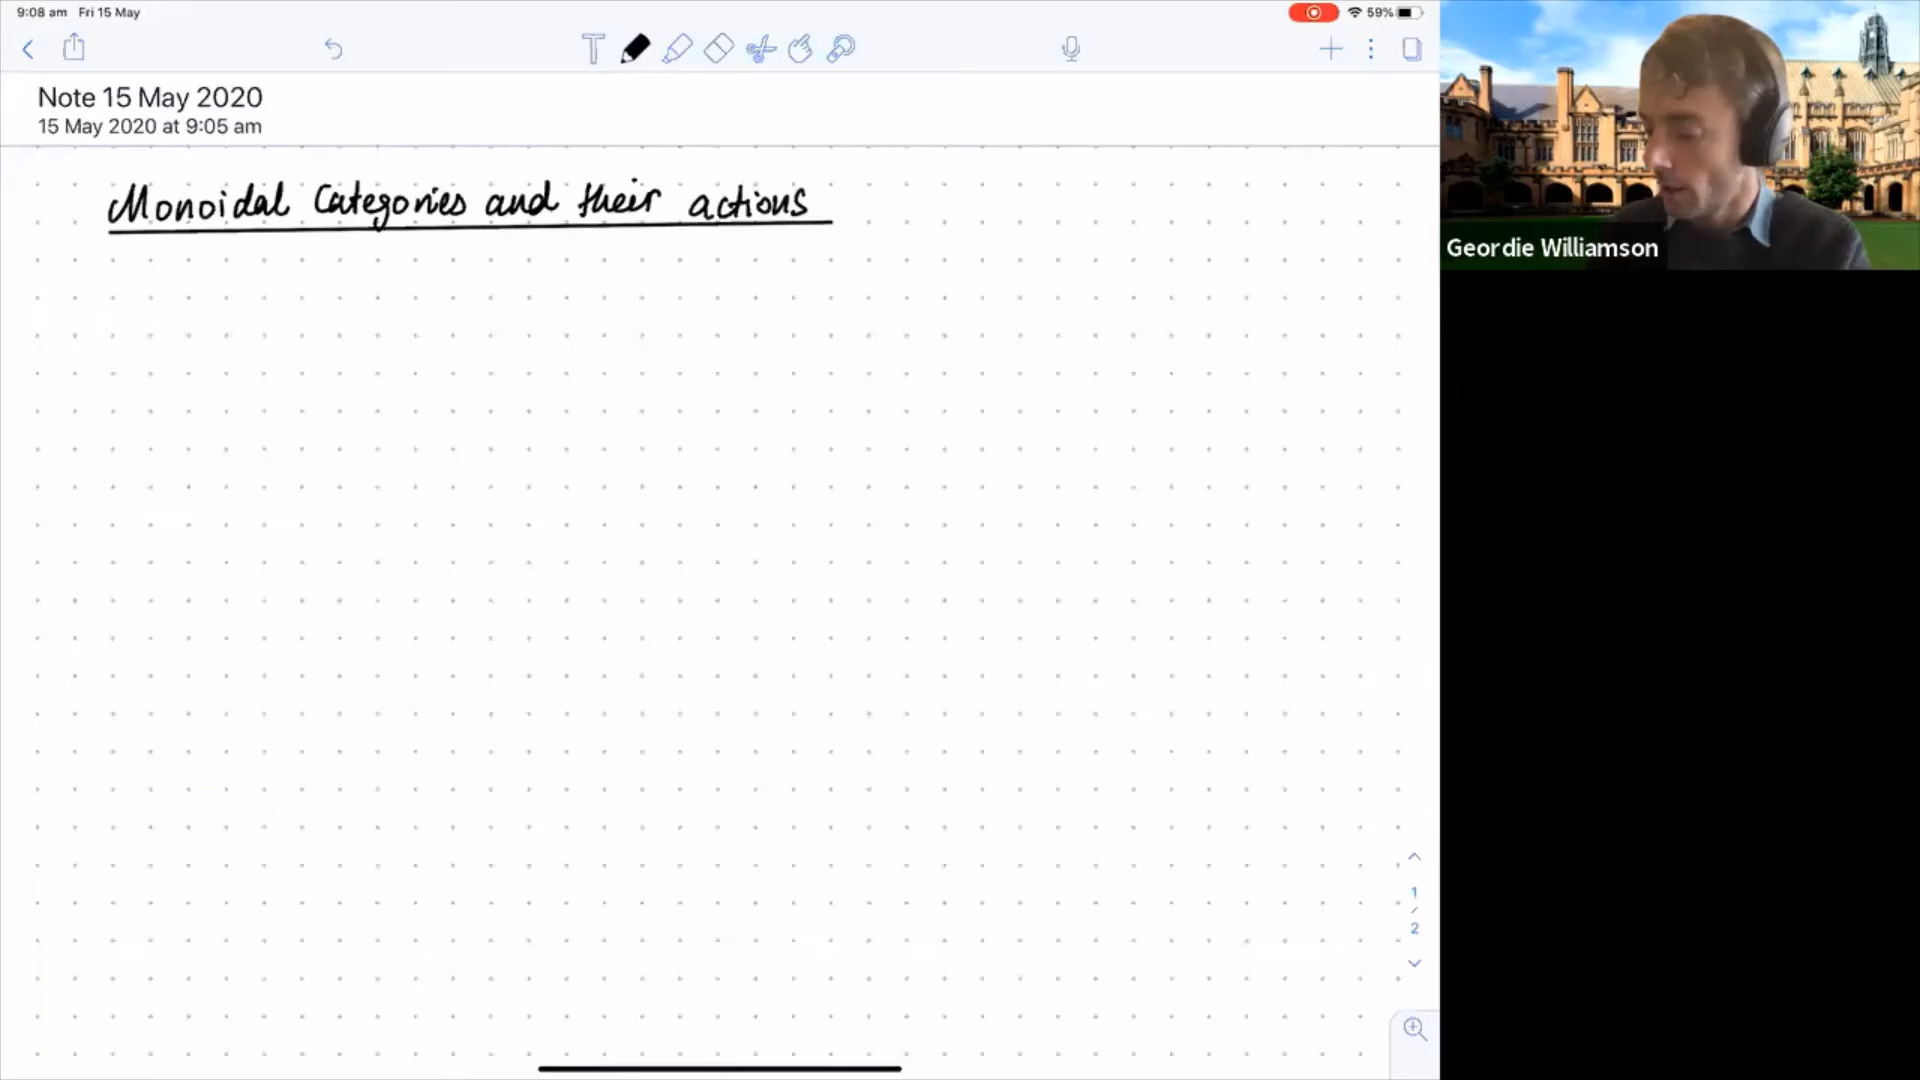 9:08 am Fri 15 May
59%
Note 15 May 2020
15 May 2020 at 9:05 am
Monoidal Categories and their actions
Geordie Williamson
1
/
2